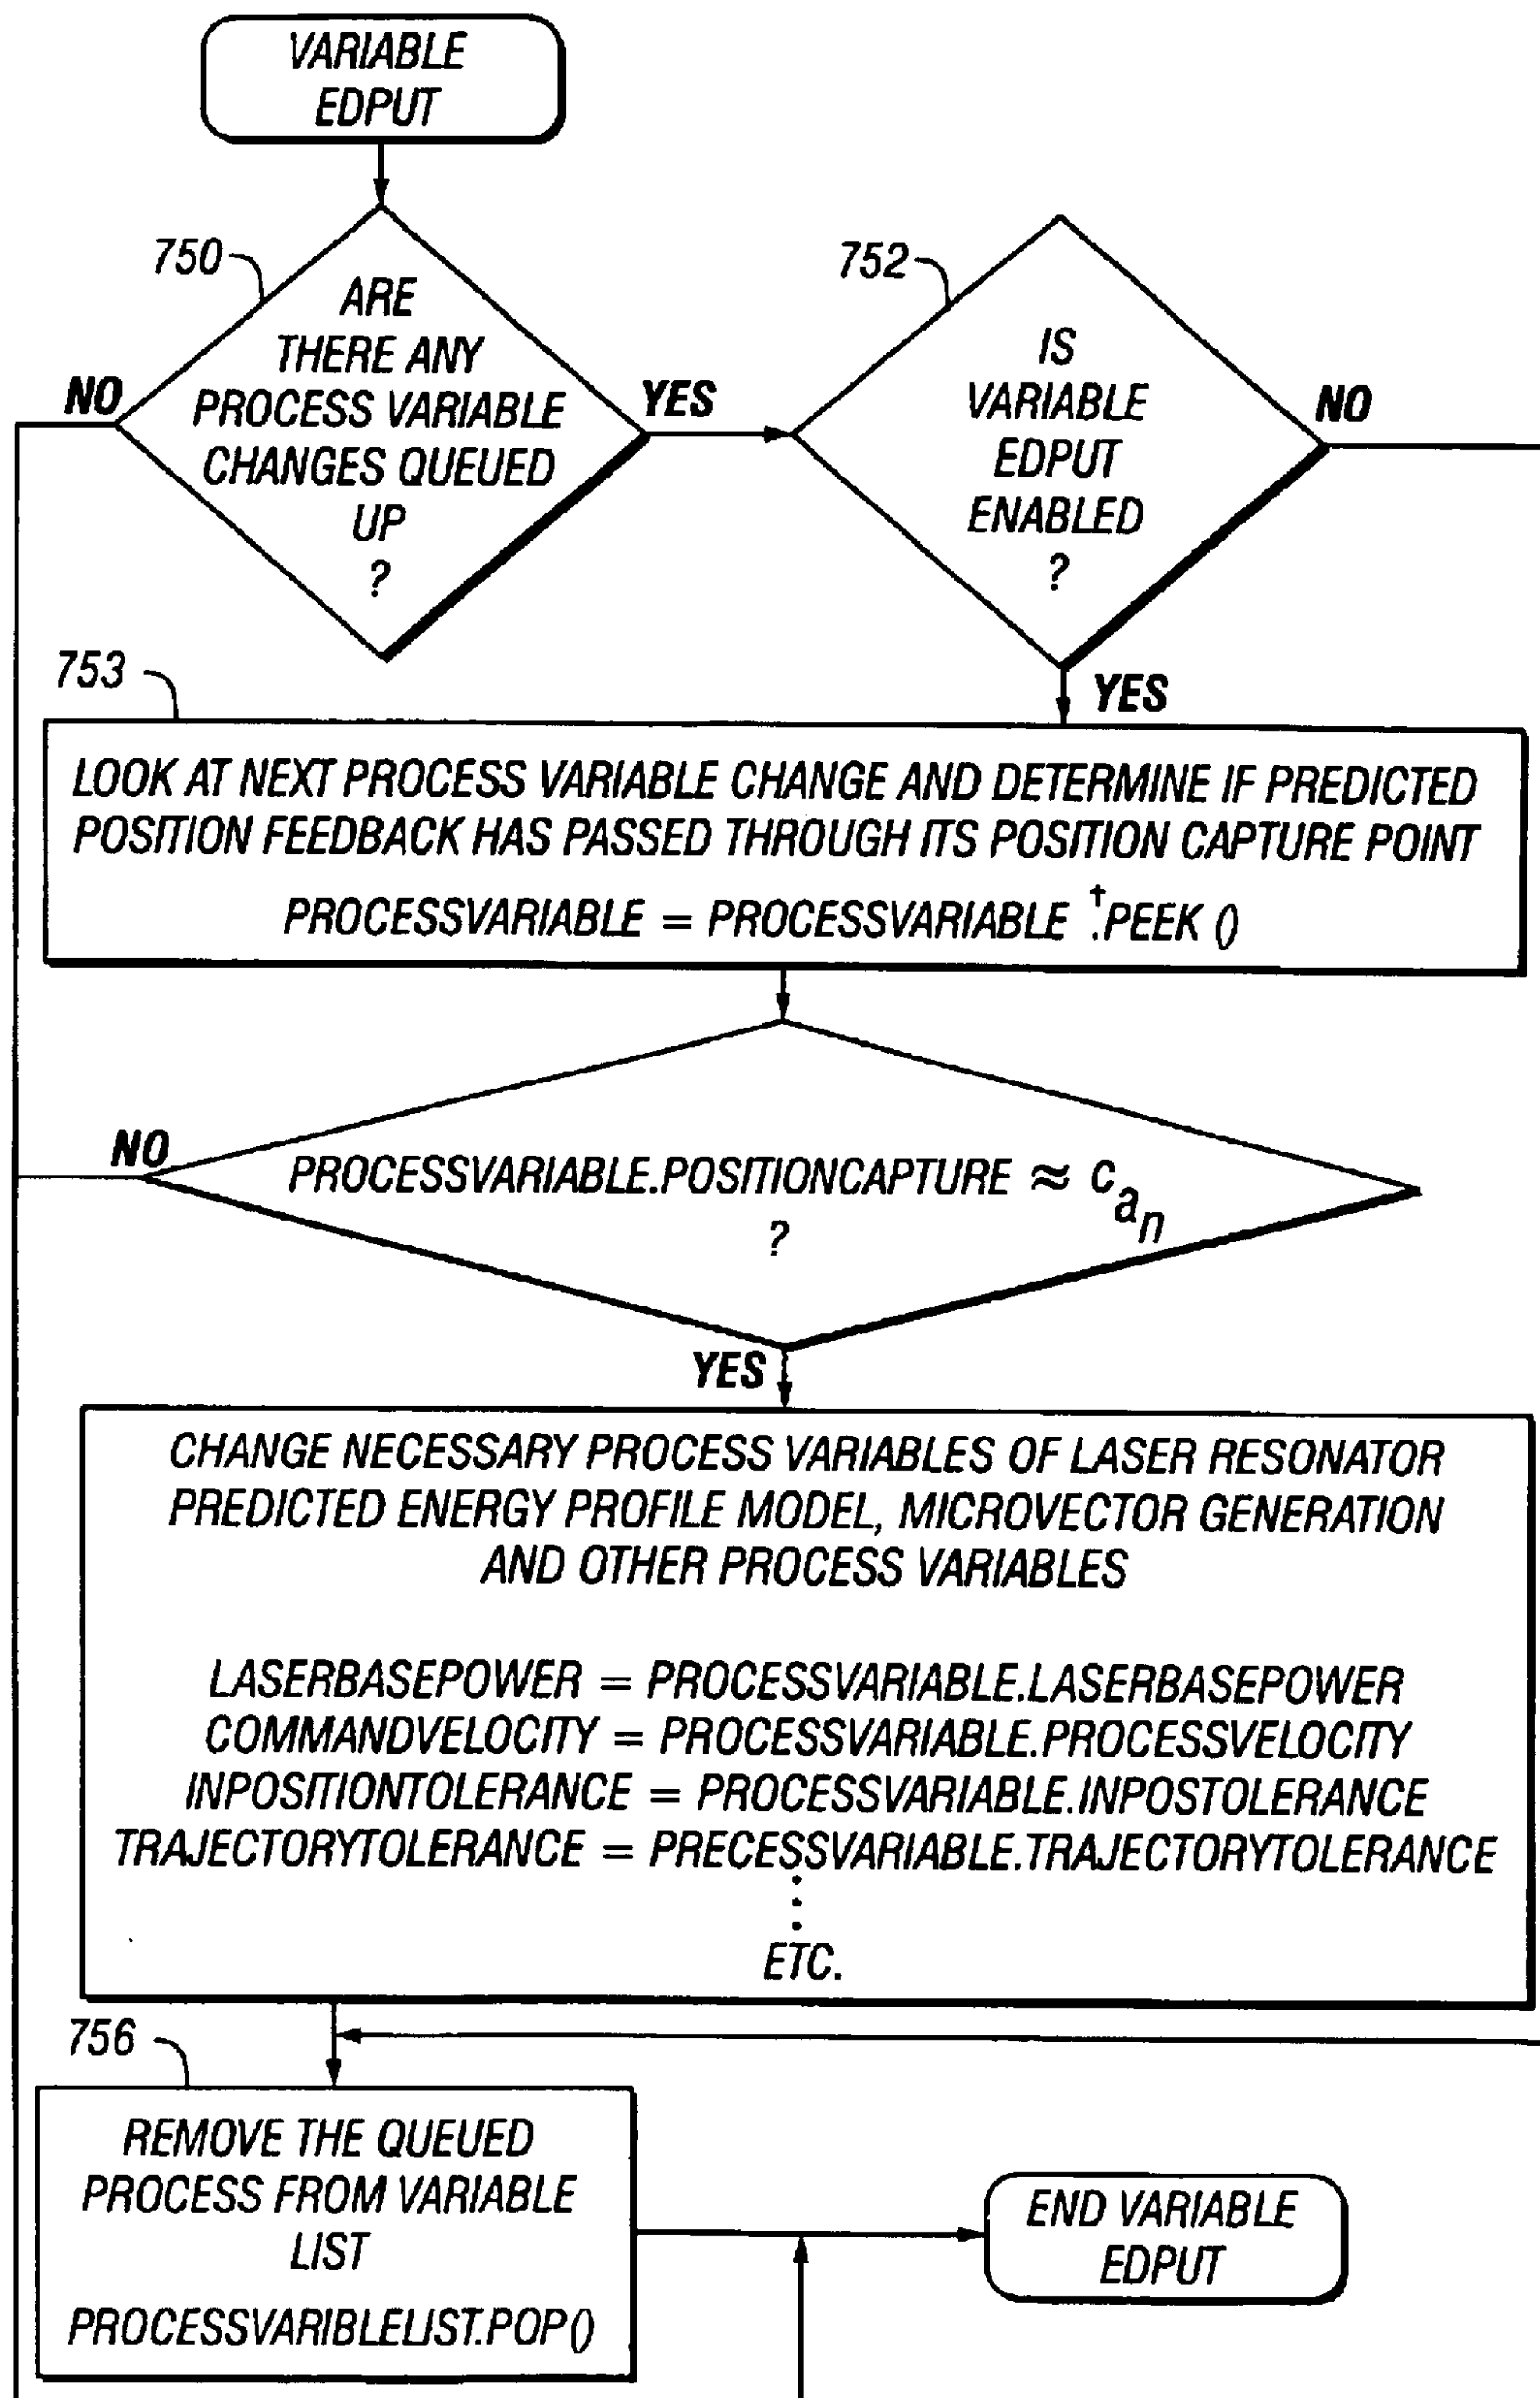 VARIABLE
EDPUT
750
ARE
THERE ANY
PROCESS VARIABLE
CHANGES QUEUED
UP
?
NO
YES
752
IS
VARIABLE
EDPUT
ENABLED
?
NO
YES
753
LOOK AT NEXT PROCESS VARIABLE CHANGE AND DETERMINE IF PREDICTED
POSITION FEEDBACK HAS PASSED THROUGH ITS POSITION CAPTURE POINT
PROCESSVARIABLE = PROCESSVARIABLE †.PEEK ()
NO
PROCESSVARIABLE.POSITIONCAPTURE ≈ c a n
?
YES
CHANGE NECESSARY PROCESS VARIABLES OF LASER RESONATOR
PREDICTED ENERGY PROFILE MODEL, MICROVECTOR GENERATION
AND OTHER PROCESS VARIABLES
LASERBASEPOWER = PROCESSVARIABLE.LASERBASEPOWER
COMMANDVELOCITY = PROCESSVARIABLE.PROCESSVELOCITY
INPOSITIONTOLERANCE = PROCESSVARIABLE.INPOSTOLERANCE
TRAJECTORYTOLERANCE = PRECESSVARIABLE.TRAJECTORYTOLERANCE
⋮
ETC.
756
REMOVE THE QUEUED
PROCESS FROM VARIABLE
LIST
PROCESSVARIBLELIST.POP()
END VARIABLE
EDPUT